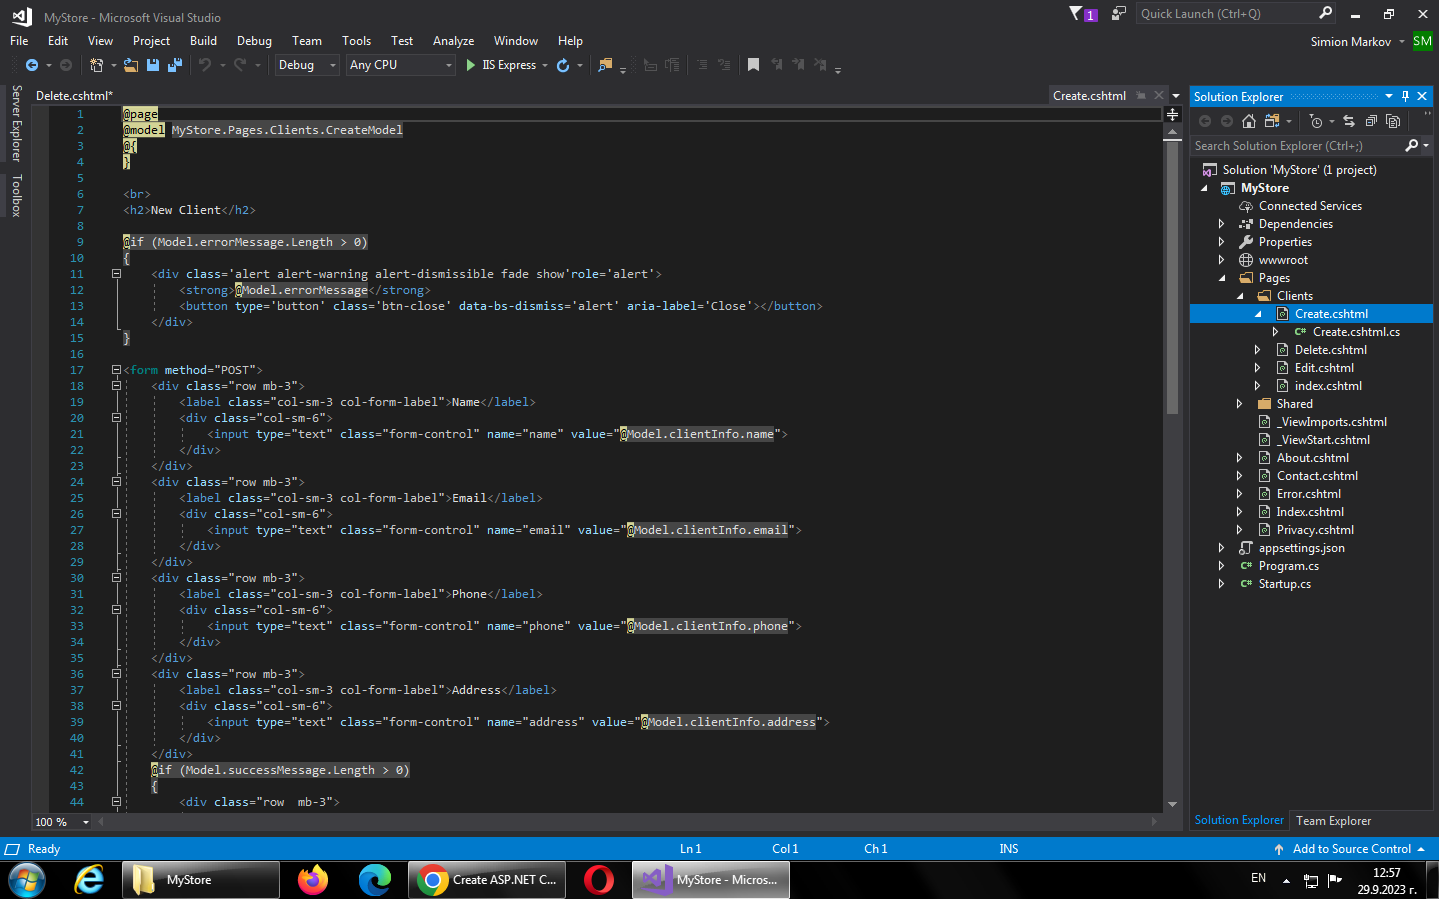 MyStore - Microsoft Visual Studio
1
Quick Launch (Ctrl+Q)
File Edit View Project Build Debug Team Tools Test Analyze Window Help
Simion Markov SM
Debug Any CPU IIS Express
Server Explorer
Toolbox
Delete.cshtml*
Create.cshtml
1 @page
2 @model MyStore.Pages.Clients.CreateModel
3 @{
4 }
5
6 <br>
7 <h2>New Client</h2>
8
9 @if (Model.errorMessage.Length > 0)
10 {
11 <div class='alert alert-warning alert-dismissible fade show'role='alert'>
12 <strong>@Model.errorMessage</strong>
13 <button type='button' class='btn-close' data-bs-dismiss='alert' aria-label='Close'></button>
14 </div>
15 }
16
17 <form method="POST">
18 <div class="row mb-3">
19 <label class="col-sm-3 col-form-label">Name</label>
20 <div class="col-sm-6">
21 <input type="text" class="form-control" name="name" value="@Model.clientInfo.name">
22 </div>
23 </div>
24 <div class="row mb-3">
25 <label class="col-sm-3 col-form-label">Email</label>
26 <div class="col-sm-6">
27 <input type="text" class="form-control" name="email" value="@Model.clientInfo.email">
28 </div>
29 </div>
30 <div class="row mb-3">
31 <label class="col-sm-3 col-form-label">Phone</label>
32 <div class="col-sm-6">
33 <input type="text" class="form-control" name="phone" value="@Model.clientInfo.phone">
34 </div>
35 </div>
36 <div class="row mb-3">
37 <label class="col-sm-3 col-form-label">Address</label>
38 <div class="col-sm-6">
39 <input type="text" class="form-control" name="address" value="@Model.clientInfo.address">
40 </div>
41 </div>
42 @if (Model.successMessage.Length > 0)
43 {
44 <div class="row  mb-3">
100 %
Solution Explorer
Search Solution Explorer (Ctrl+;)
Solution 'MyStore' (1 project)
MyStore
Connected Services
Dependencies
Properties
wwwroot
Pages
Clients
Create.cshtml
C# Create.cshtml.cs
Delete.cshtml
Edit.cshtml
index.cshtml
Shared
_ViewImports.cshtml
_ViewStart.cshtml
About.cshtml
Contact.cshtml
Error.cshtml
Index.cshtml
Privacy.cshtml
appsettings.json
C# Program.cs
C# Startup.cs
Solution Explorer Team Explorer
Ready Ln 1 Col 1 Ch 1 INS Add to Source Control
MyStore
Create ASP.NET C...
MyStore - Micros...
EN
12:57
29.9.2023 г.